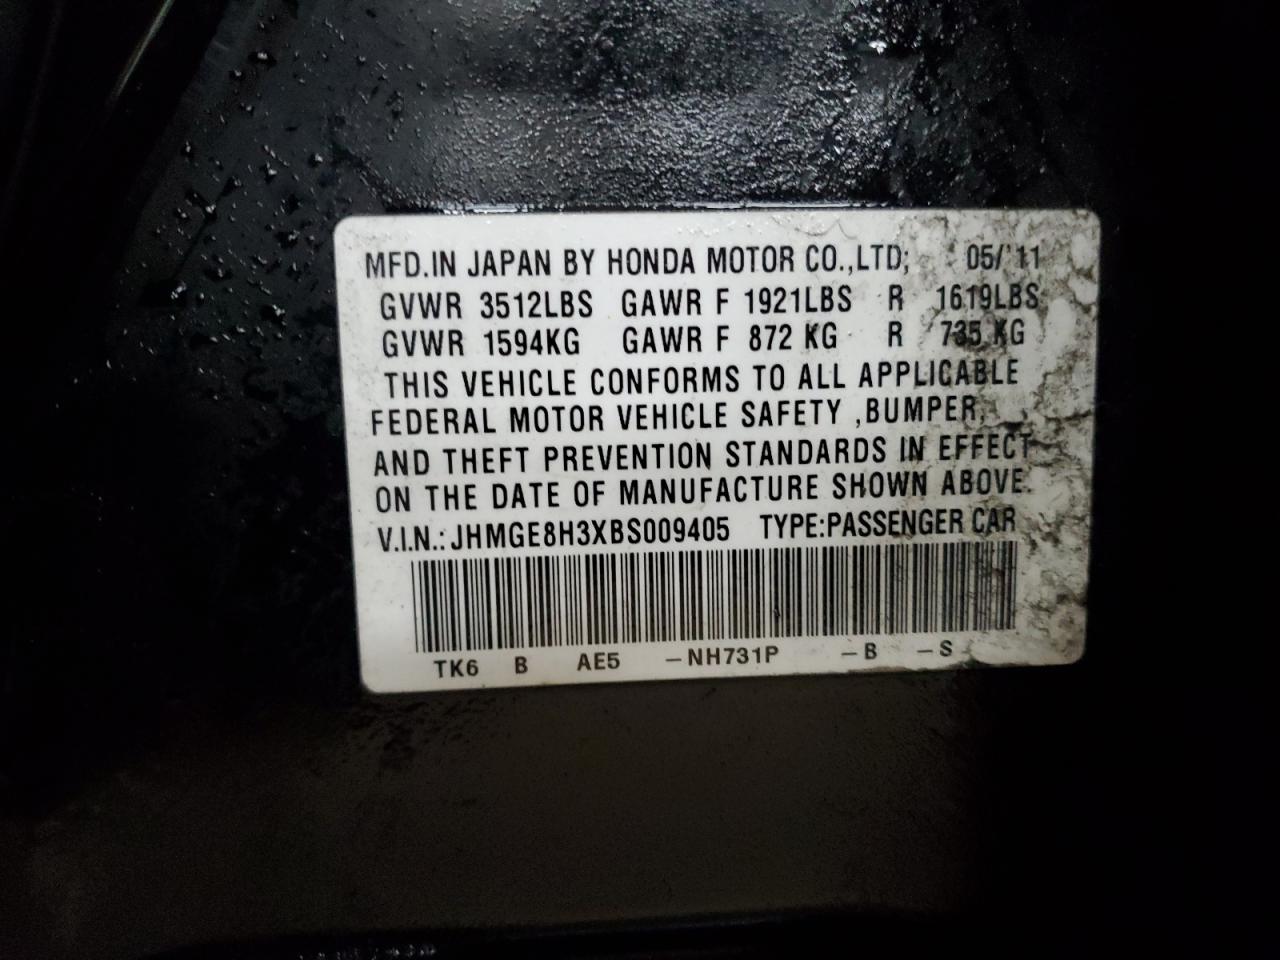 MFD.IN JAPAN BY HONDA MOTOR CO.,LTD; 05/'11
GVWR 3512LBS GAWR F 1921LBS R 1619LBS
GVWR 1594KG GAWR F 872 KG R 735 KG
THIS VEHICLE CONFORMS TO ALL APPLICABLE
FEDERAL MOTOR VEHICLE SAFETY ,BUMPER,
AND THEFT PREVENTION STANDARDS IN EFFECT
ON THE DATE OF MANUFACTURE SHOWN ABOVE.
V.I.N.: JHMGE8H3XBS009405 TYPE:PASSENGER CAR
TK6 B AE5 -NH731P -B -S